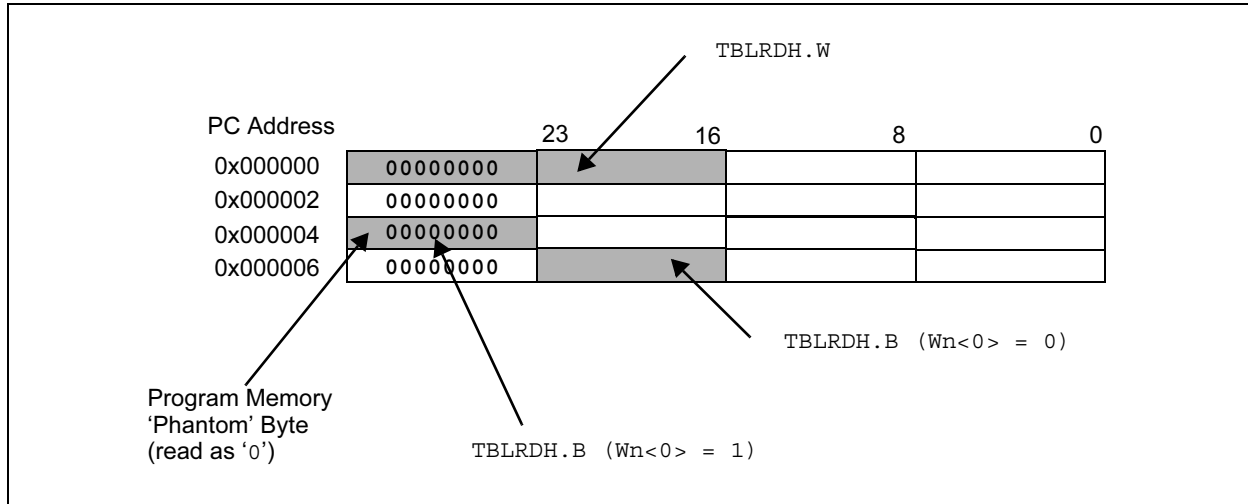 TBLRDH.W
PC Address
23 16 8 0
0x000000 00000000
0x000002 00000000
0x000004 00000000
0x000006 00000000
TBLRDH.B (Wn<0> = 0)
Program Memory
‘Phantom’ Byte
(read as ‘0’)
TBLRDH.B (Wn<0> = 1)